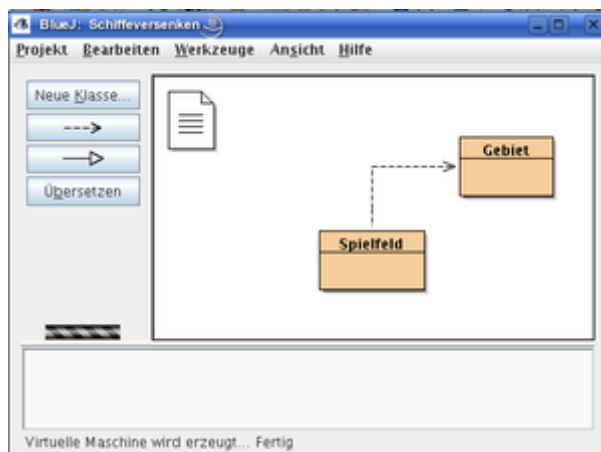 BlueJ: Schiffeversenken
Projekt Bearbeiten Werkzeuge Ansicht Hilfe
Neue Klasse...
Übersetzen
Gebiet
Spielfeld
Virtuelle Maschine wird erzeugt... Fertig